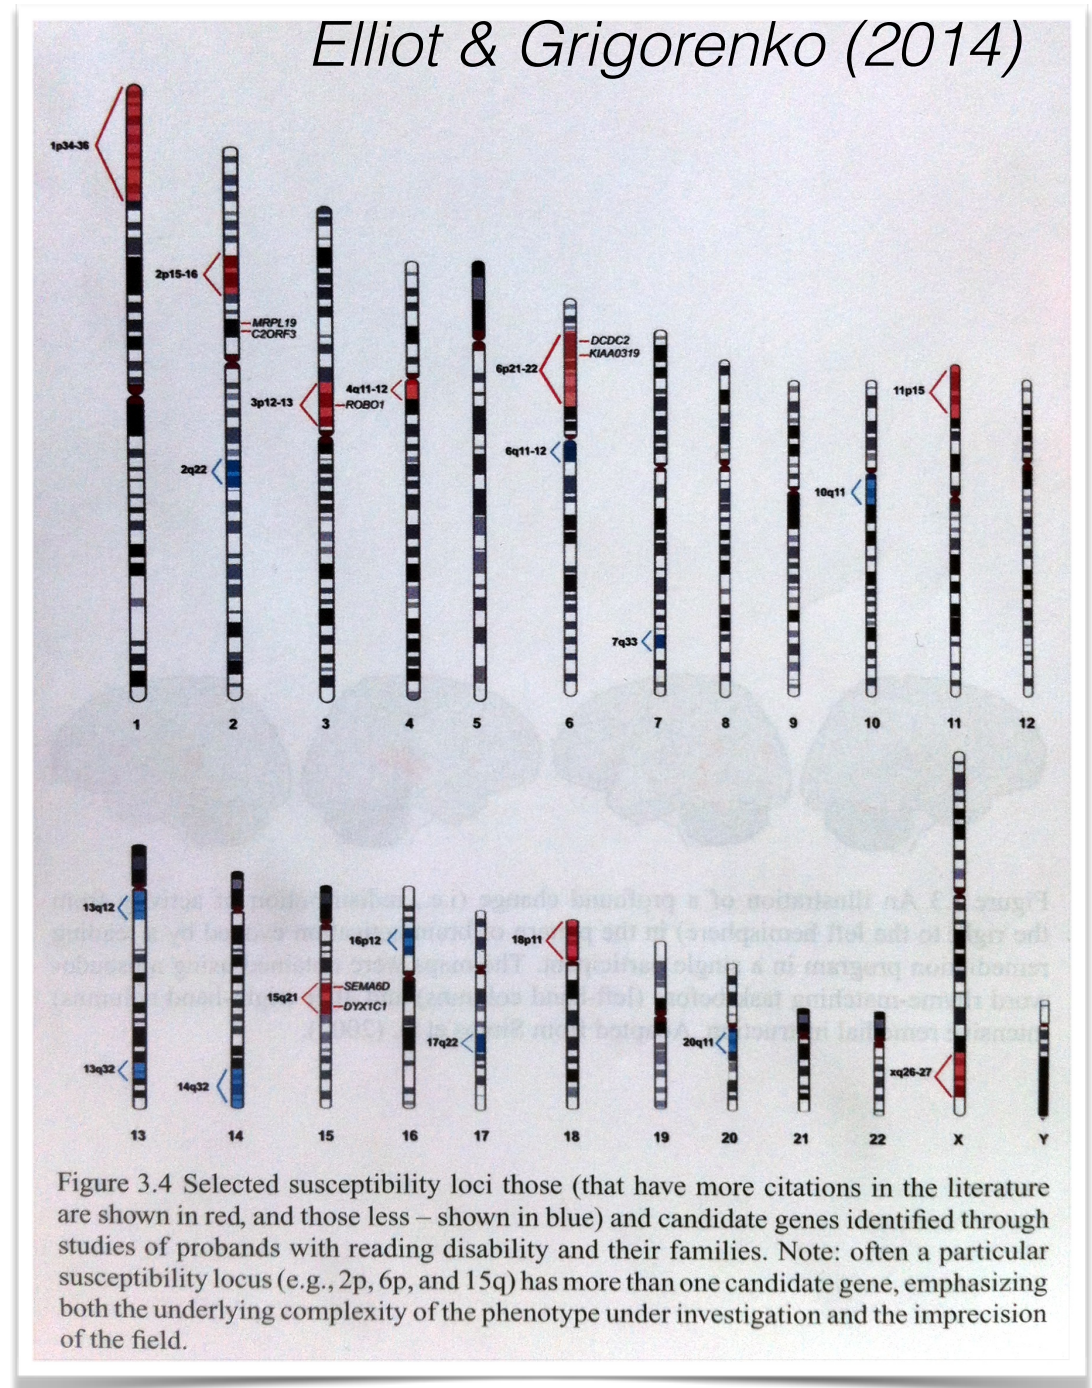 Elliot & Grigorenko (2014)
1p34-36
2p15-16
MRPL19
C2ORF3
2q22
3p12-13
ROBO1
4q11-12
6p21-22
DCDC2
KIAA0319
6q11-12
7q33
10q11
11p15
1 2 3 4 5 6 7 8 9 10 11 12
13q12
13q32
14q32
15q21
SEMA6D
DYX1C1
16p12
17q22
18p11
20q11
xq26-27
13 14 15 16 17 18 19 20 21 22 X Y
Figure 3.4 Selected susceptibility loci those (that have more citations in the literature
are shown in red, and those less – shown in blue) and candidate genes identified through
studies of probands with reading disability and their families. Note: often a particular
susceptibility locus (e.g., 2p, 6p, and 15q) has more than one candidate gene, emphasizing
both the underlying complexity of the phenotype under investigation and the imprecision
of the field.